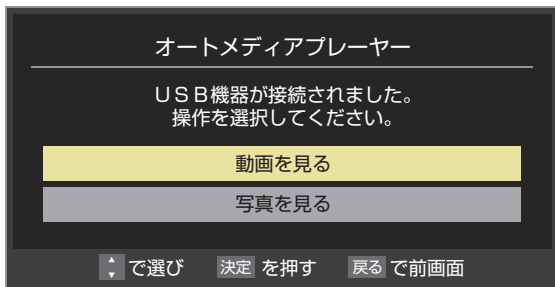 オートメディアプレーヤー
USB機器が接続されました。
操作を選択してください。
動画を見る
写真を見る
で選び 決定 を押す 戻る で前画面